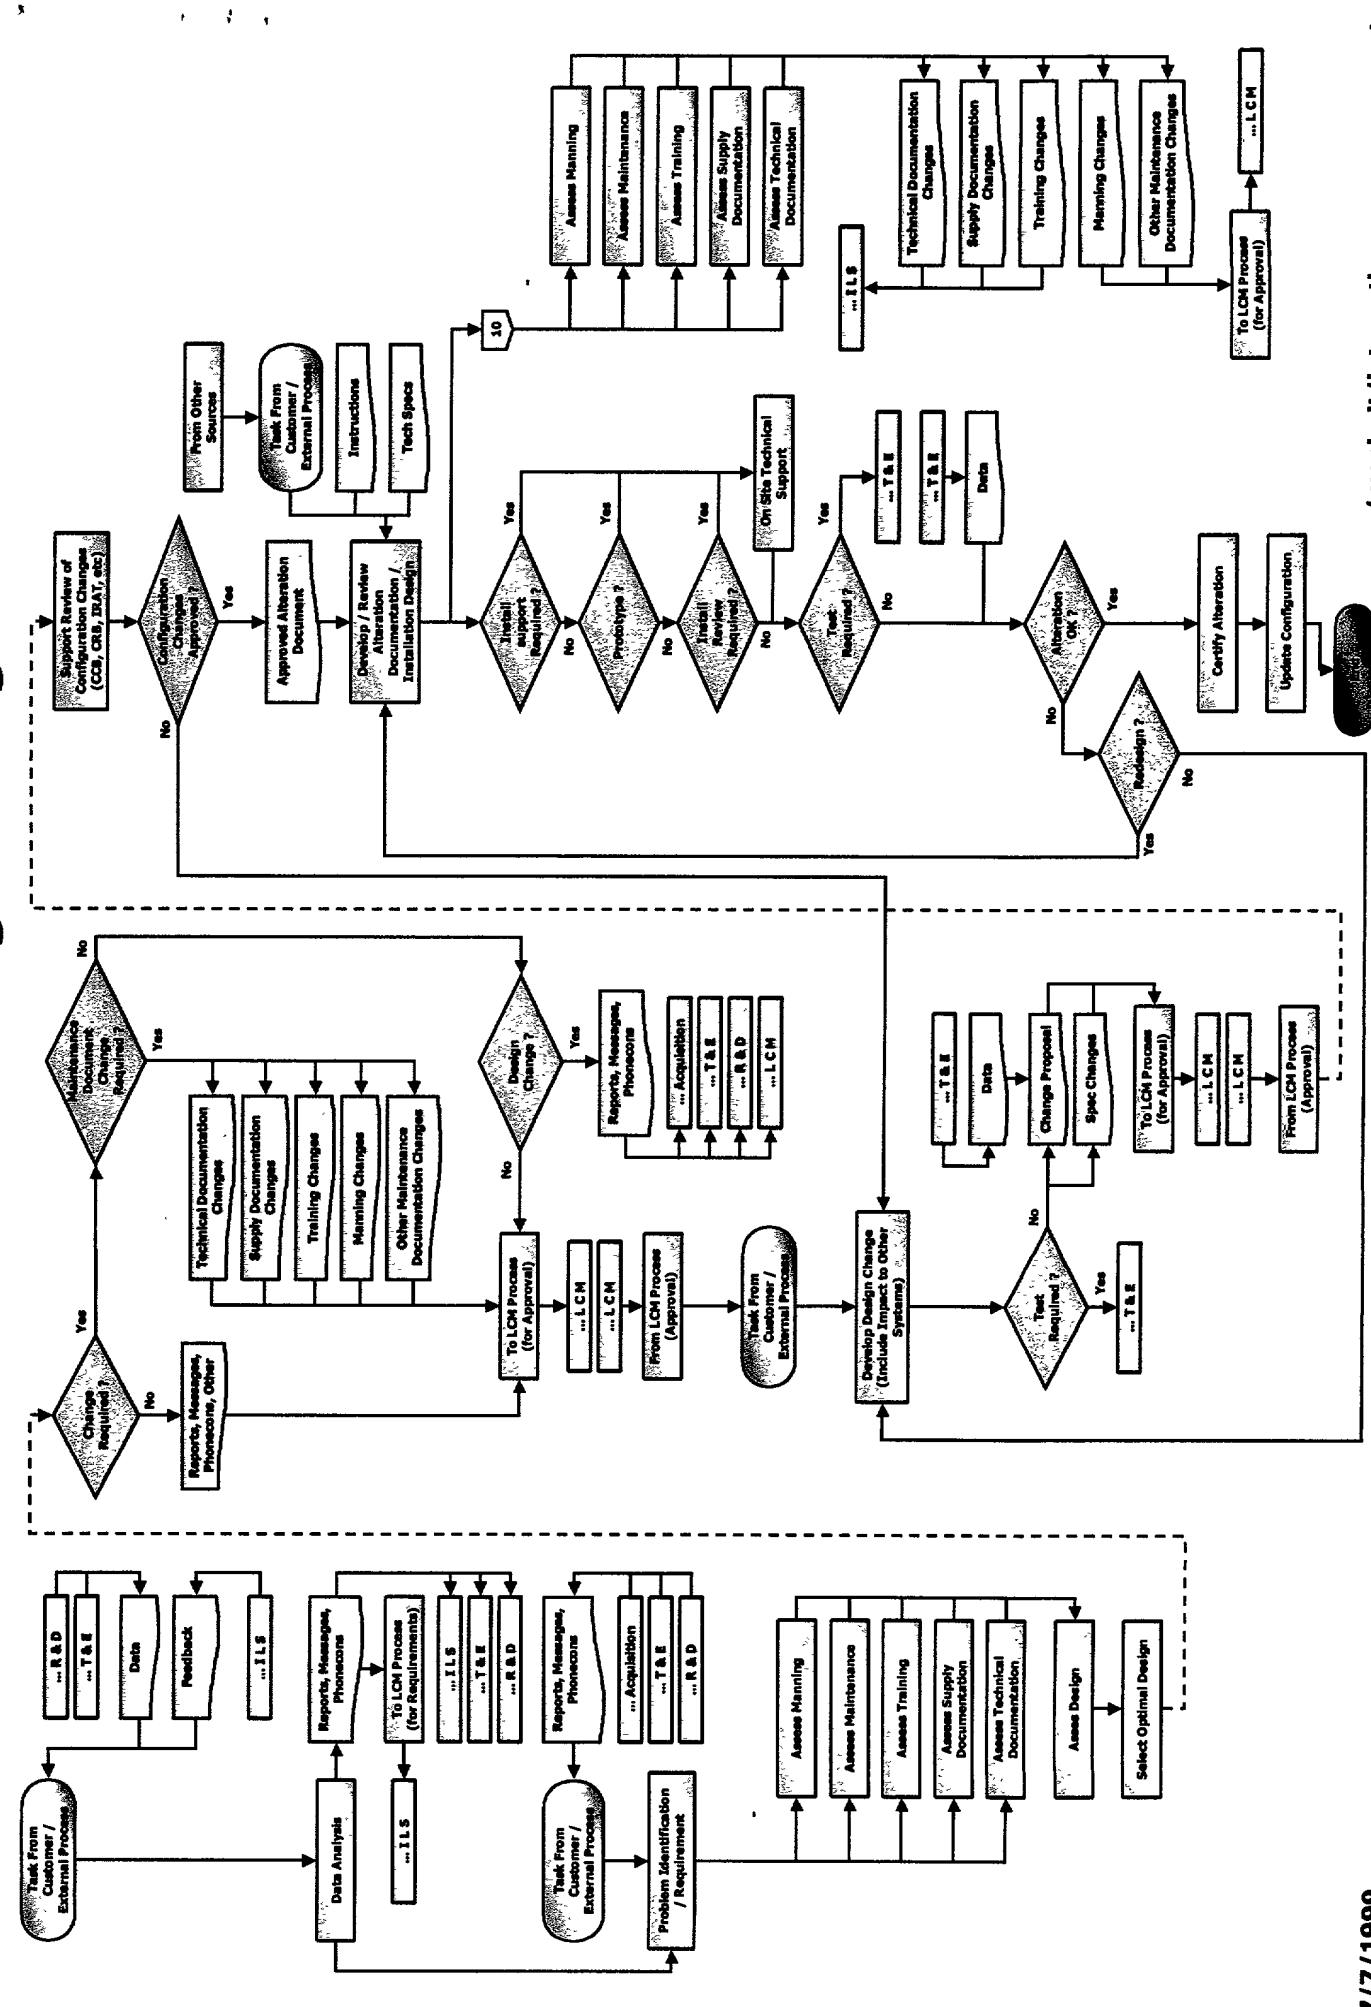 Task From
Customer /
External Process
... R & D
... T & E
Data
Feedback
... I L S
Data Analysis
Reports, Messages,
Phonecons
To LCM Process
(for Requirements)
... I L S
... T & E
... R & D
... I L S
Task From
Customer /
External Process
Reports, Messages,
Phonecons
... Acquisition
... T & E
... R & D
Problem Identification
/ Requirement
Assess Manning
Assess Maintenance
Assess Training
Assess Supply
Documentation
Assess Technical
Documentation
Asses Design
Select Optimal Design
Change
Required ?
Yes
No
Reports, Messages,
Phonecons, Other
Maintenance
Document
Change
Required ?
No
Yes
Technical Documentation
Changes
Supply Documentation
Changes
Training Changes
Manning Changes
Other Maintenance
Documentation Changes
Design
Change ?
No
Yes
Reports, Messages,
Phonecons
... Acquisition
... T & E
... R & D
... L C M
To LCM Process
(for Approval)
... L C M
... L C M
From LCM Process
(Approval)
Task From
Customer /
External Process
Develop Design Change
(Include Impact to Other
Systems)
Test
Required ?
No
Yes
... T & E
... T & E
Data
Change Proposal
Spec Changes
To LCM Process
(for Approval)
... L C M
... L C M
From LCM Process
(Approval)
Support Review of
Configuration Changes
(CCB, CRB, IRAT, etc)
Configuration
Changes
Approved ?
No
Yes
Approved Alteration
Document
From Other
Sources
Task From
Customer /
External Process
Instructions
Tech Specs
Develop / Review
Alteration
Documentation /
Installation Design
Install
support
Required ?
Yes
No
Prototype ?
Yes
No
Install
Review
Required ?
Yes
No
On Site Technical
Support
Test
Required ?
Yes
No
... T & E
... T & E
Data
Alteration
OK ?
No
Yes
Redesign ?
Yes
No
Certify Alteration
Update Configuration
10
Assess Manning
Assess Maintenance
Assess Training
Assess Supply
Documentation
Assess Technical
Documentation
... I L S
Technical Documentation
Changes
Supply Documentation
Changes
Training Changes
Manning Changes
Other Maintenance
Documentation Changes
To LCM Process
(for Approval)
... L C M
/7/1999